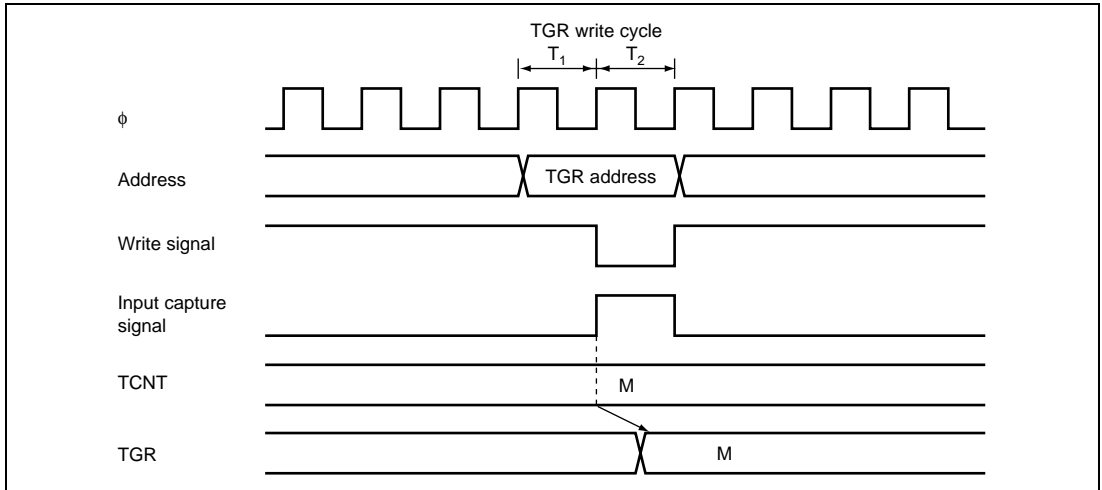 TGR write cycle
T1 T2
φ
Address
TGR address
Write signal
Input capture
signal
TCNT
M
TGR
M